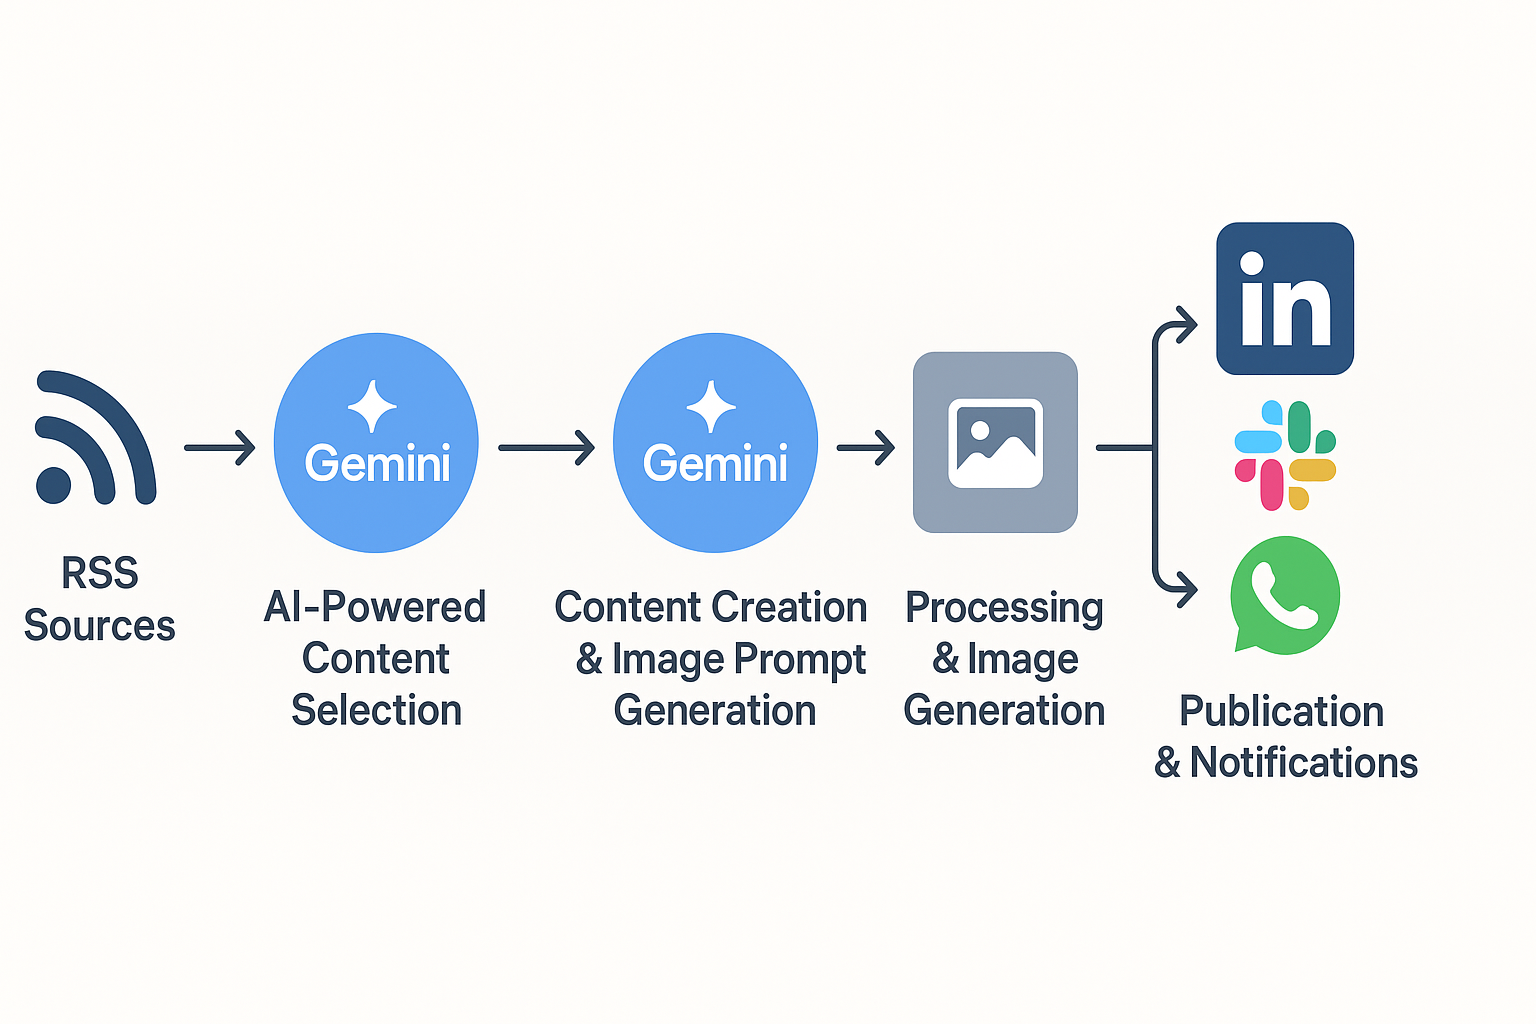 RSS
Sources
Gemini
AI-Powered
Content
Selection
Gemini
Content Creation
& Image Prompt
Generation
Processing
& Image
Generation
in
Publication
& Notifications